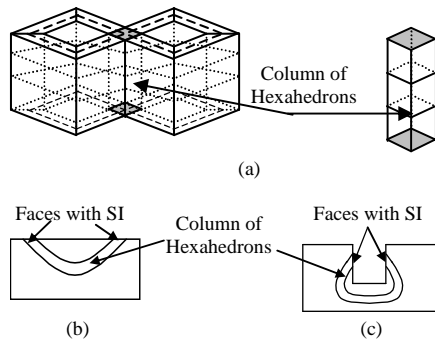 Column of
Hexahedrons
(a)
Faces with SI
Column of
Hexahedrons
Faces with SI
(b)
(c)